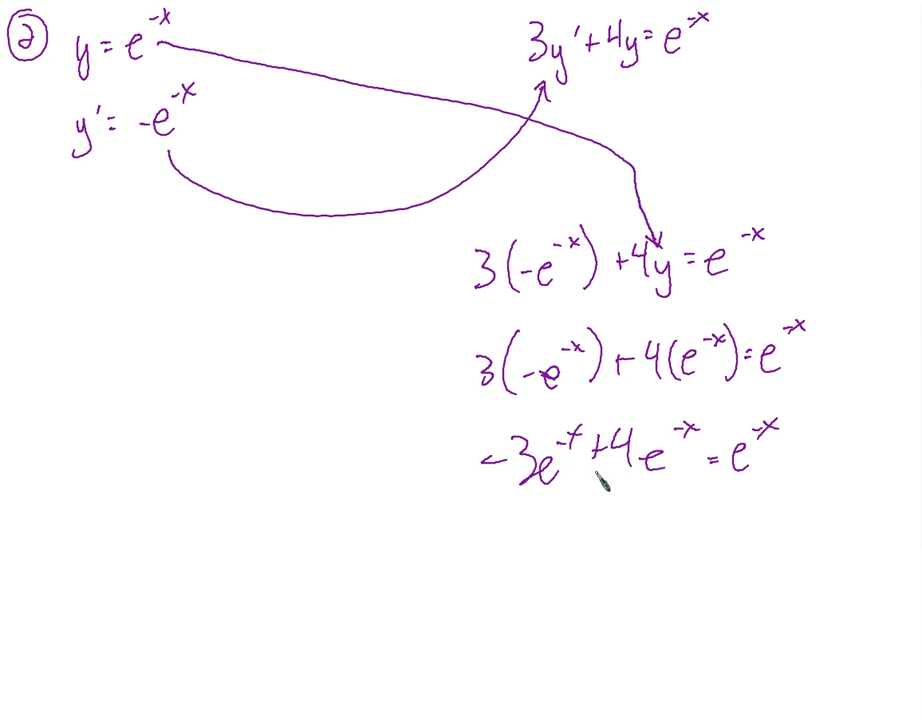 ② y = e^{-x}
3y' + 4y = e^{-x}
y' = -e^{-x}
3(-e^{-x}) + 4y = e^{-x}
3(-e^{-x}) + 4(e^{-x}) = e^{-x}
-3e^{-x} + 4e^{-x} = e^{-x}